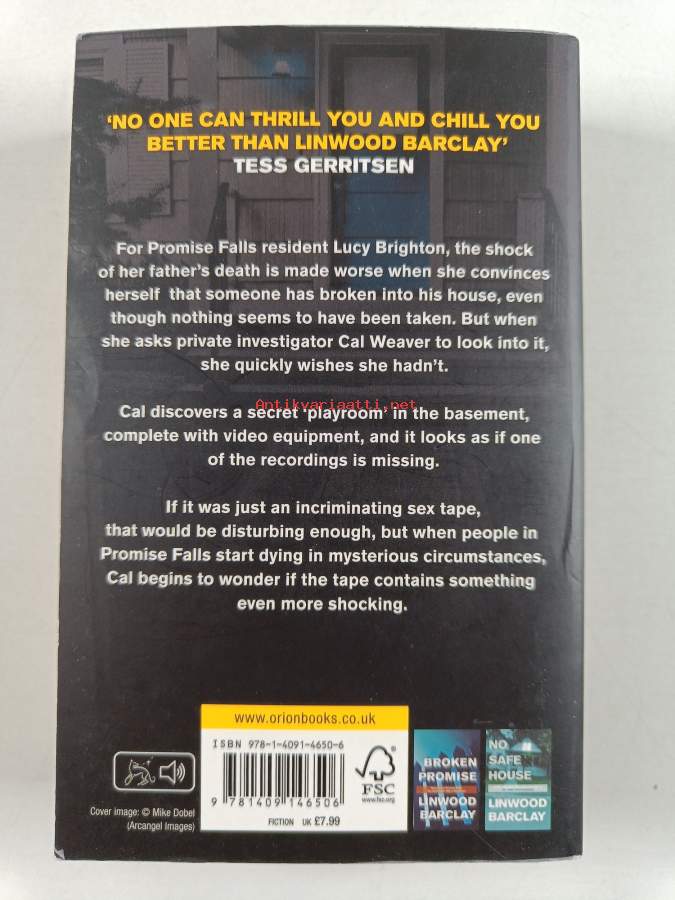 ‘NO ONE CAN THRILL YOU AND CHILL YOU
BETTER THAN LINWOOD BARCLAY’
TESS GERRITSEN
For Promise Falls resident Lucy Brighton, the shock
of her father’s death is made worse when she convinces
herself that someone has broken into his house, even
though nothing seems to have been taken. But when
she asks private investigator Cal Weaver to look into it,
she quickly wishes she hadn’t.
Antikvariaatti.net
Cal discovers a secret ‘playroom’ in the basement,
complete with video equipment, and it looks as if one
of the recordings is missing.
If it was just an incriminating sex tape,
that would be disturbing enough, but when people in
Promise Falls start dying in mysterious circumstances,
Cal begins to wonder if the tape contains something
even more shocking.
www.orionbooks.co.uk
ISBN 978-1-4091-4650-6
9 781409 146506
FICTION UK £7.99
FSC
www.fsc.org
Cover image: © Mike Dobel
(Arcangel Images)
BROKEN
PROMISE
LINWOOD
BARCLAY
NO
SAFE
HOUSE
LINWOOD
BARCLAY